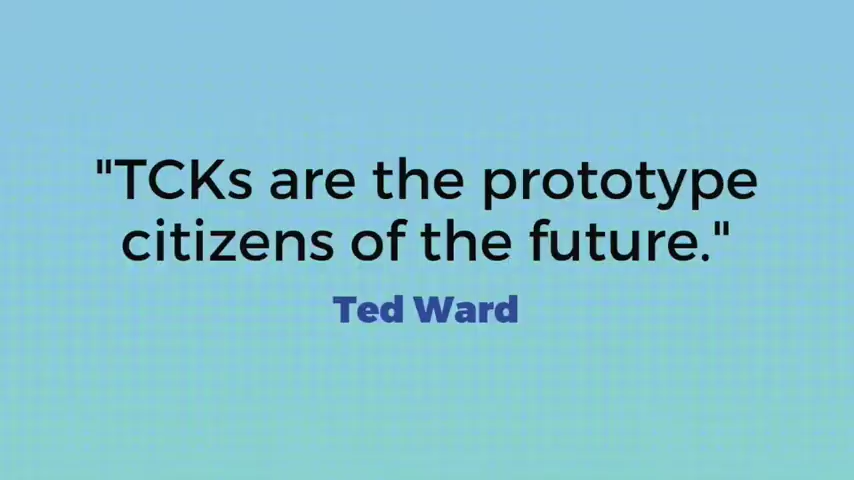 "TCKs are the prototype
citizens of the future."
Ted Ward